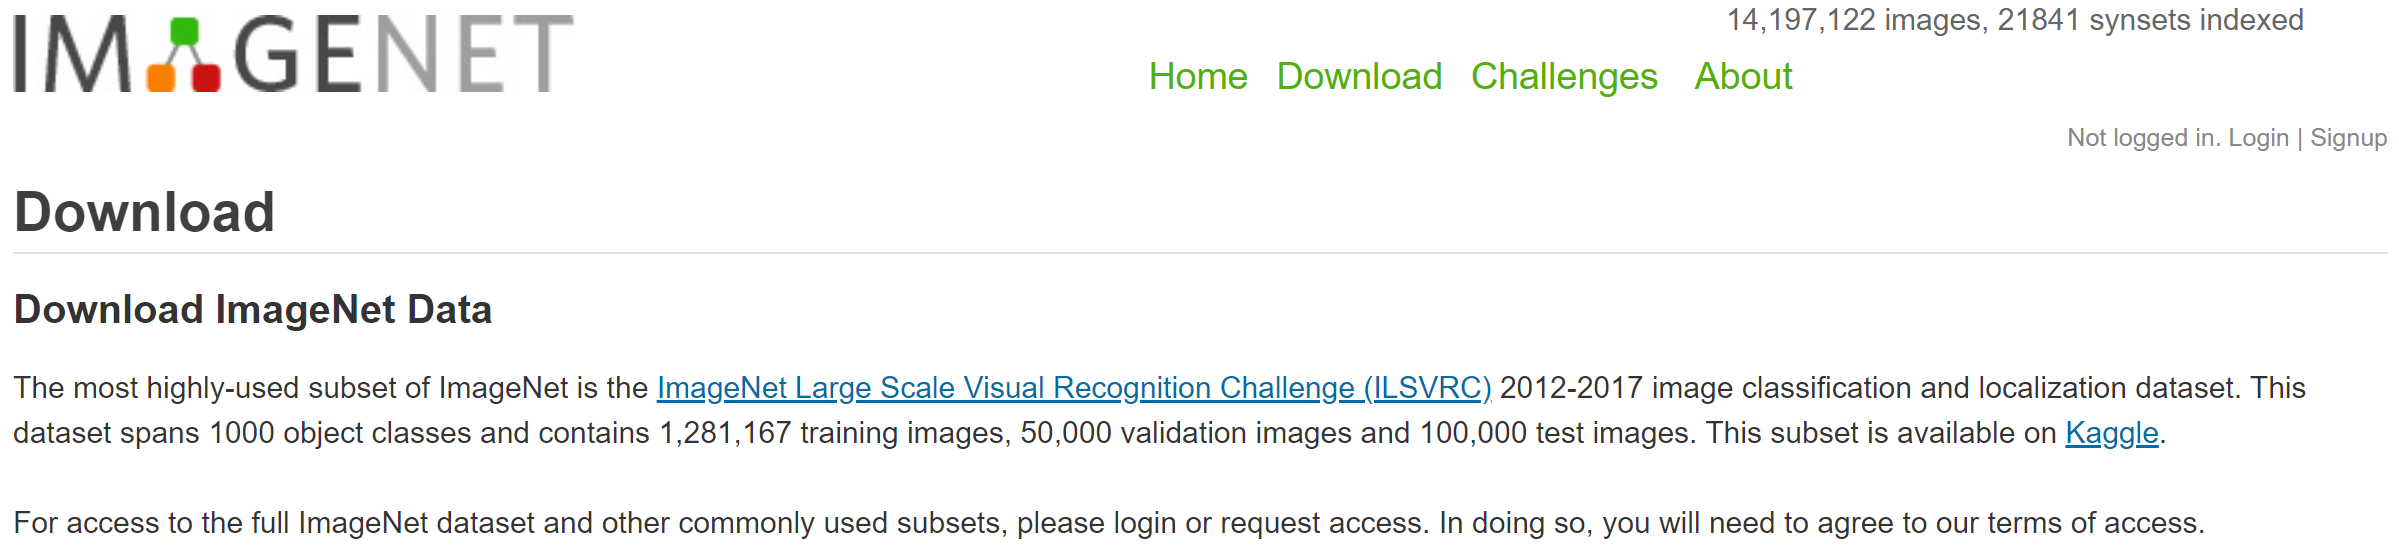 IMAGENET
14,197,122 images, 21841 synsets indexed
Home Download Challenges About
Not logged in. Login | Signup
Download
Download ImageNet Data
The most highly-used subset of ImageNet is the ImageNet Large Scale Visual Recognition Challenge (ILSVRC) 2012-2017 image classification and localization dataset. This
dataset spans 1000 object classes and contains 1,281,167 training images, 50,000 validation images and 100,000 test images. This subset is available on Kaggle.
For access to the full ImageNet dataset and other commonly used subsets, please login or request access. In doing so, you will need to agree to our terms of access.